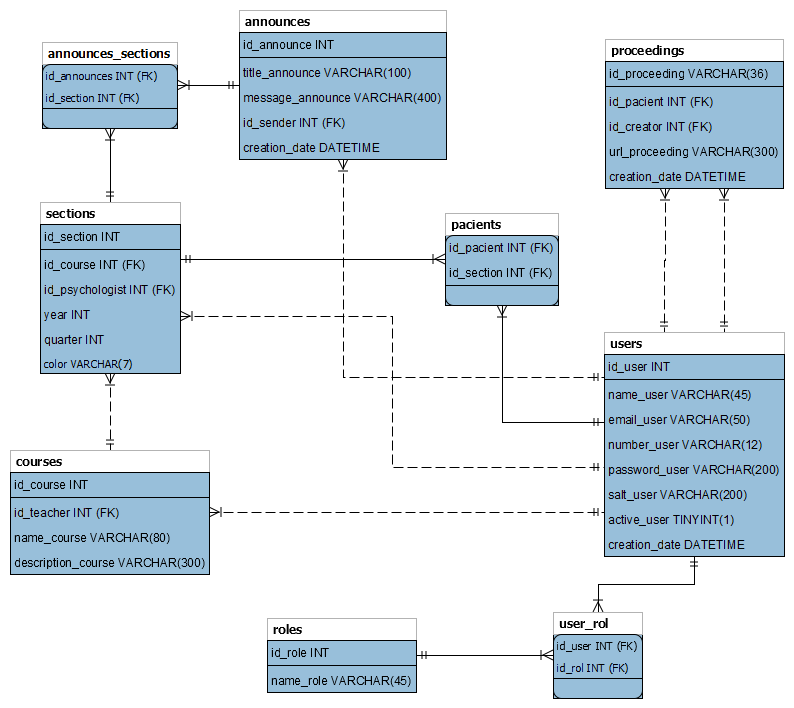 announces
id_announce INT
title_announce VARCHAR(100)
message_announce VARCHAR(400)
id_sender INT (FK)
creation_date DATETIME
announces_sections
id_announces INT (FK)
id_section INT (FK)
proceedings
id_proceeding VARCHAR(36)
id_pacient INT (FK)
id_creator INT (FK)
url_proceeding VARCHAR(300)
creation_date DATETIME
sections
id_section INT
id_course INT (FK)
id_psychologist INT (FK)
year INT
quarter INT
color VARCHAR(7)
pacients
id_pacient INT (FK)
id_section INT (FK)
users
id_user INT
name_user VARCHAR(45)
email_user VARCHAR(50)
number_user VARCHAR(12)
password_user VARCHAR(200)
salt_user VARCHAR(200)
active_user TINYINT(1)
creation_date DATETIME
courses
id_course INT
id_teacher INT (FK)
name_course VARCHAR(80)
description_course VARCHAR(300)
roles
id_role INT
name_role VARCHAR(45)
user_rol
id_user INT (FK)
id_rol INT (FK)